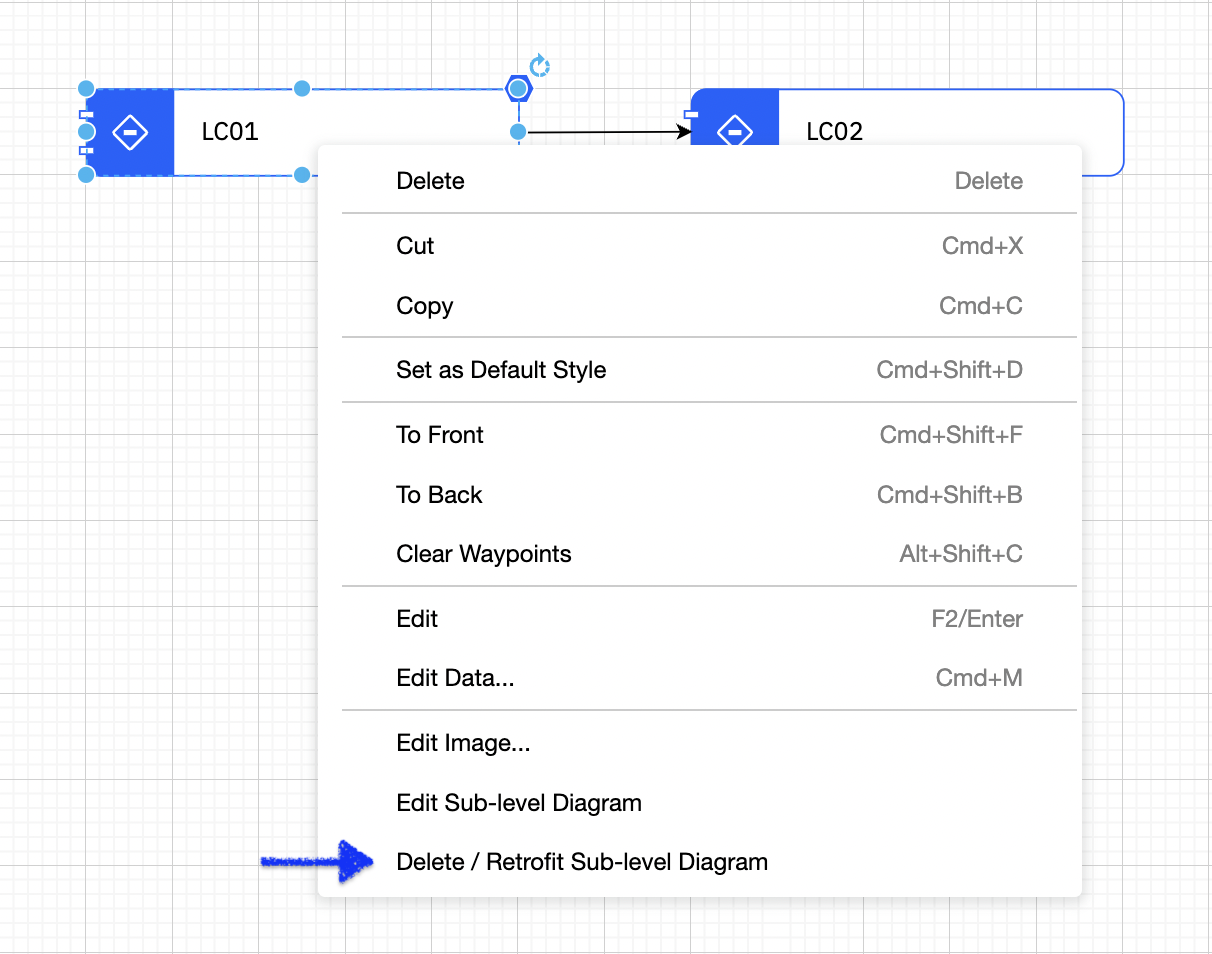 LC01
LC02
Delete Delete
Cut Cmd+X
Copy Cmd+C
Set as Default Style Cmd+Shift+D
To Front Cmd+Shift+F
To Back Cmd+Shift+B
Clear Waypoints Alt+Shift+C
Edit F2/Enter
Edit Data... Cmd+M
Edit Image...
Edit Sub-level Diagram
Delete / Retrofit Sub-level Diagram